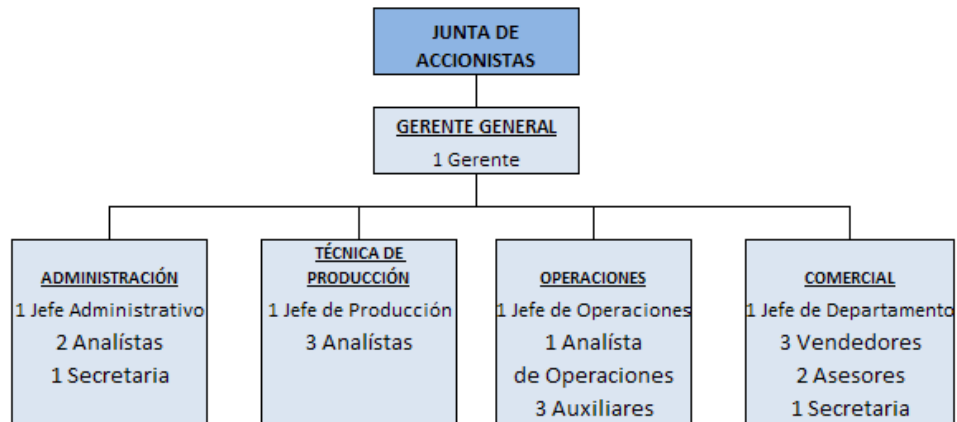 JUNTA DE
ACCIONISTAS
GERENTE GENERAL
1 Gerente
ADMINISTRACIÓN
1 Jefe Administrativo
2 Analístas
1 Secretaria
TÉCNICA DE
PRODUCCIÓN
1 Jefe de Producción
3 Analístas
OPERACIONES
1 Jefe de Operaciones
1 Analísta
de Operaciones
3 Auxiliares
COMERCIAL
1 Jefe de Departamento
3 Vendedores
2 Asesores
1 Secretaria